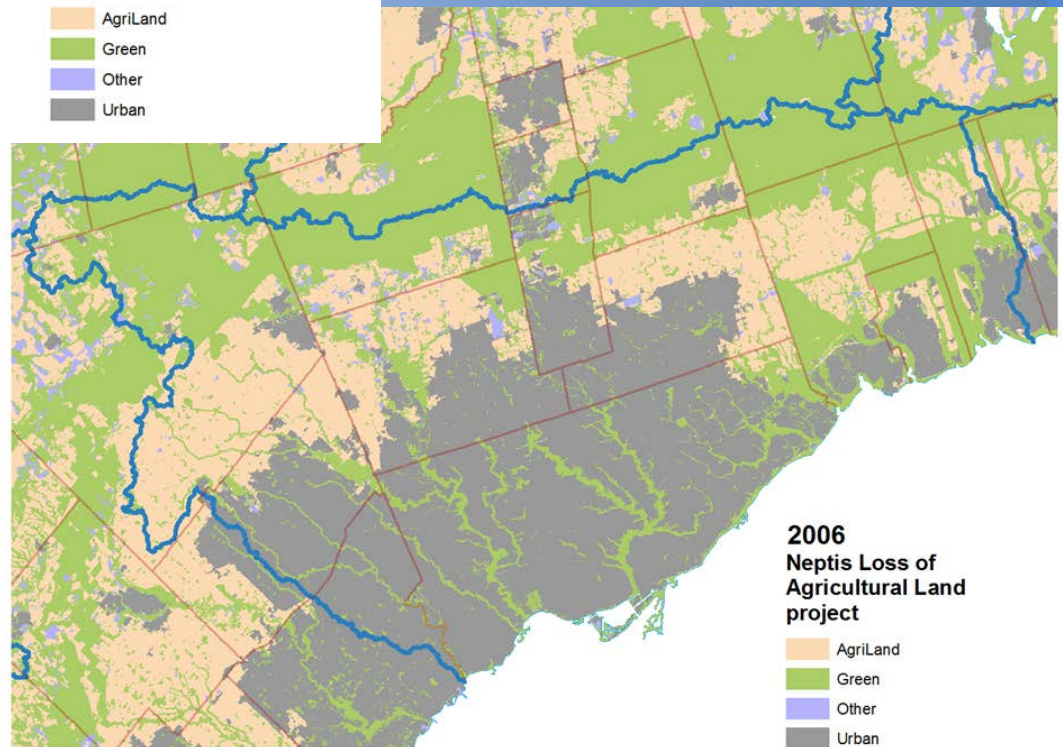 AgriLand
Green
Other
Urban
2006
Neptis Loss of
Agricultural Land
project
AgriLand
Green
Other
Urban